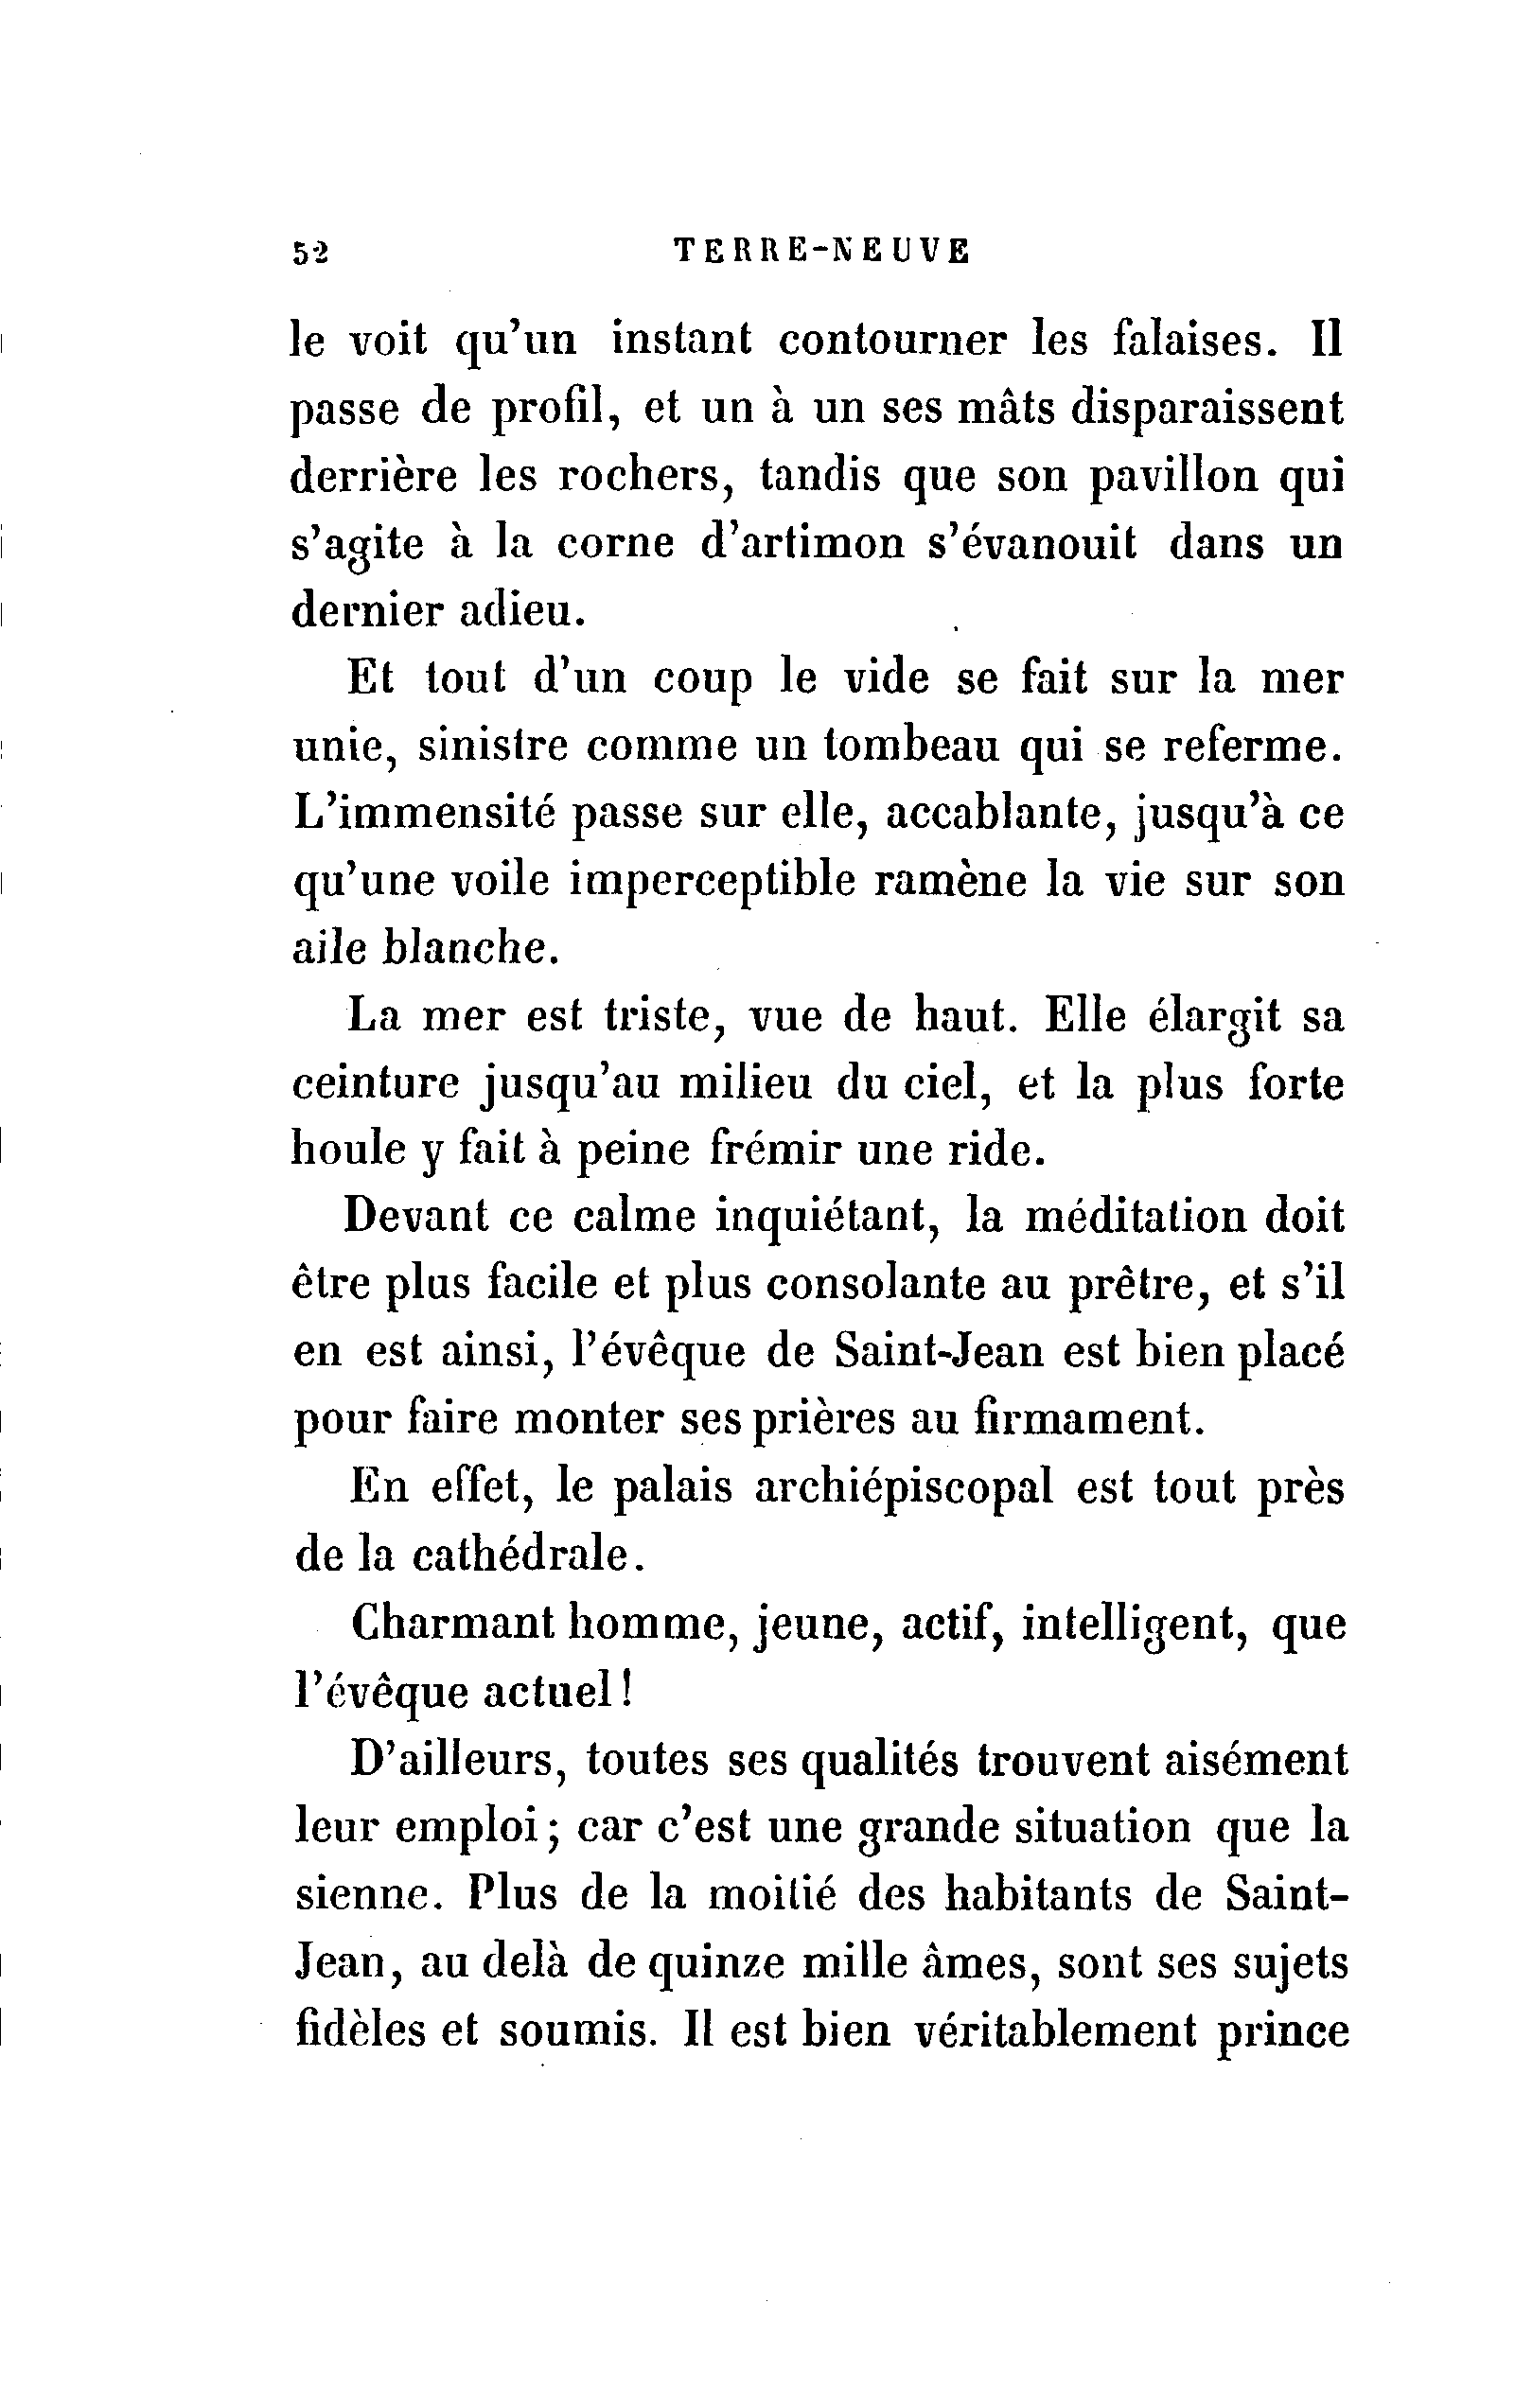 52 TERRE-NEUVE
le voit qu'un instant contourner les falaises. Il
passe de profil, et un à un ses mâts disparaissent
derrière les rochers, tandis que son pavillon qui
s'agite à la corne d'artimon s'évanouit dans un
dernier adieu.
Et tout d'un coup le vide se fait sur la mer
unie, sinistre comme un tombeau qui se referme.
L'immensité passe sur elle, accablante, jusqu'à ce
qu'une voile imperceptible ramène la vie sur son
aile blanche.
La mer est triste, vue de haut. Elle élargit sa
ceinture jusqu'au milieu du ciel, et la plus forte
houle y fait à peine frémir une ride.
Devant ce calme inquiétant, la méditation doit
être plus facile et plus consolante au prêtre, et s'il
en est ainsi, l'évêque de Saint-Jean est bien placé
pour faire monter ses prières au firmament.
En effet, le palais archiépiscopal est tout près
de la cathédrale.
Charmant homme, jeune, actif, intelligent, que
l'évêque actuel !
D'ailleurs, toutes ses qualités trouvent aisément
leur emploi ; car c'est une grande situation que la
sienne. Plus de la moitié des habitants de Saint-
Jean, au delà de quinze mille âmes, sont ses sujets
fidèles et soumis. Il est bien véritablement prince